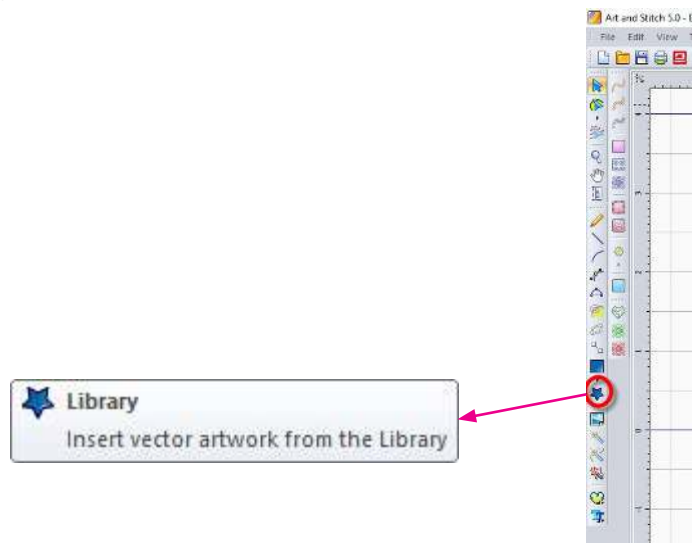 Art and Stitch 5.0 - E
File Edit View T
Library
Insert vector artwork from the Library